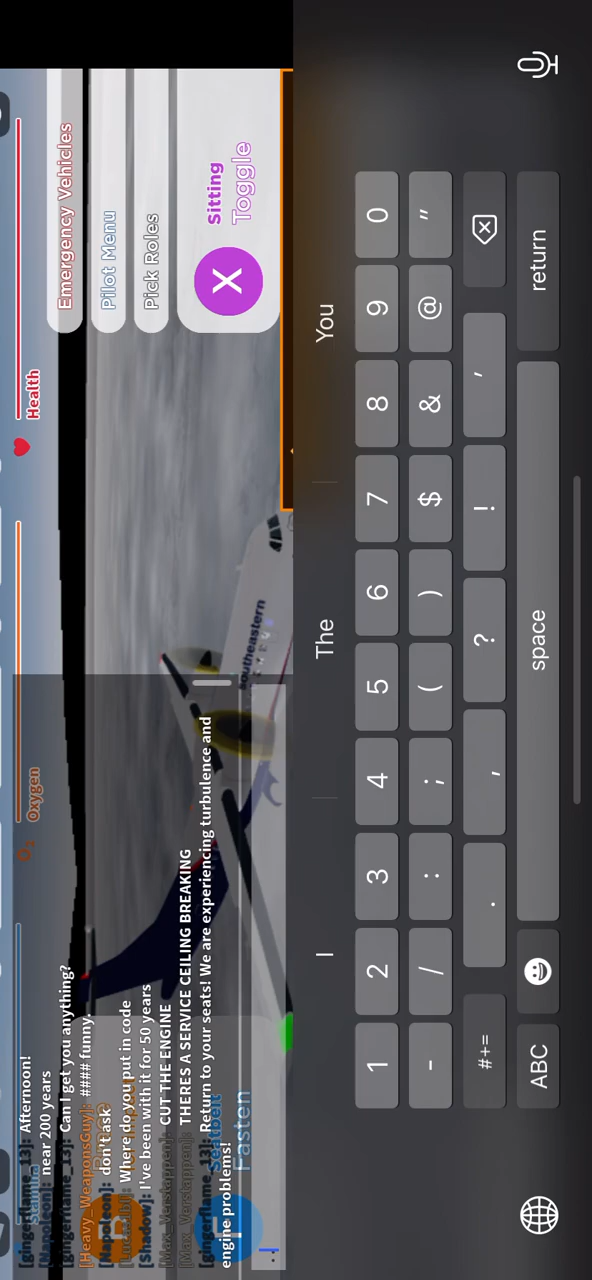 Health
Oxygen
Stamina
Emergency Vehicles
Pilot Menu
Pick Roles
Sitting
Toggle
X
southeastern
[gingerflame_13]: Afternoon!
[Napoleon]: near 200 years
[gingerflame_13]: Can I get you anything?
[Heavy_WeaponsGuy]: #### funny.
[Napoleon]: don't ask
Where do you put in code
[Shadow]: I've been with it for 50 years
[Max_Verstappen]: CUT THE ENGINE
[Max_Verstappen]: THERES A SERVICE CEILING BREAKING
[gingerflame_13]: Return to your seats! We are experiencing turbulence and
engine problems!
Seatbelt
Fasten
I
The
You
1 2 3 4 5 6 7 8 9 0
- / : ; ( ) $ & @ "
#+= . , ? ! '
ABC
space
return